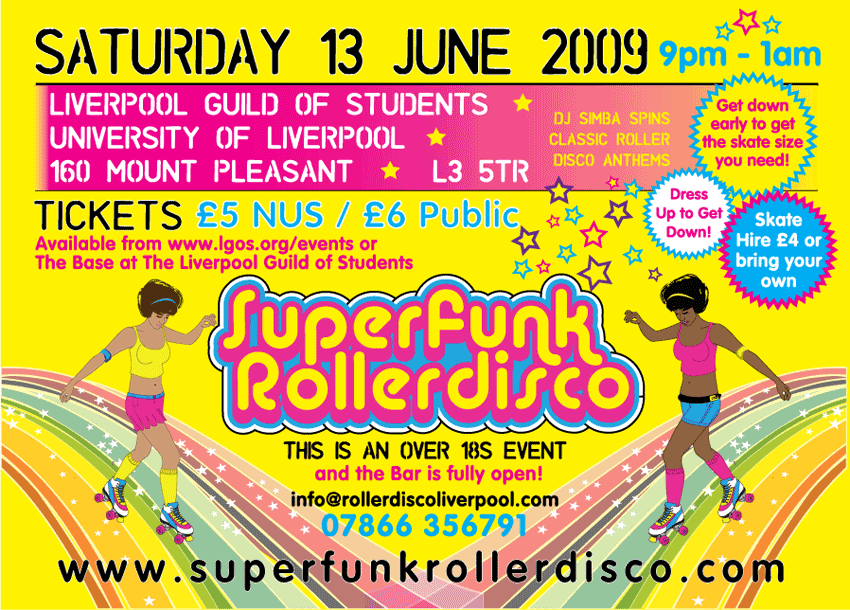 SATURDAY 13 JUNE 2009
9pm - 1am
LIVERPOOL GUILD OF STUDENTS
UNIVERSITY OF LIVERPOOL
160 MOUNT PLEASANT L3 5TR
DJ SIMBA SPINS
CLASSIC ROLLER
DISCO ANTHEMS
Get down
early to get
the skate size
you need!
TICKETS £5 NUS / £6 Public
Available from www.lgos.org/events or
The Base at The Liverpool Guild of Students
Dress
Up to Get
Down!
Skate
Hire £4 or
bring your
own
Superfunk
Rollerdisco
THIS IS AN OVER 18S EVENT
and the Bar is fully open!
info@rollerdiscoliverpool.com
07866 356791
www.superfunkrollerdisco.com